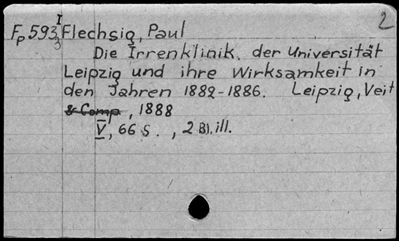 I 2
Fp 593 Flechsig, Paul
3
Die Irrenklinik der Universität
Leipzig und ihre Wirksamkeit in
den Jahren 1882-1886. Leipzig, Veit
& Comp, 1888
V, 66 S., 2 Bl. ill.